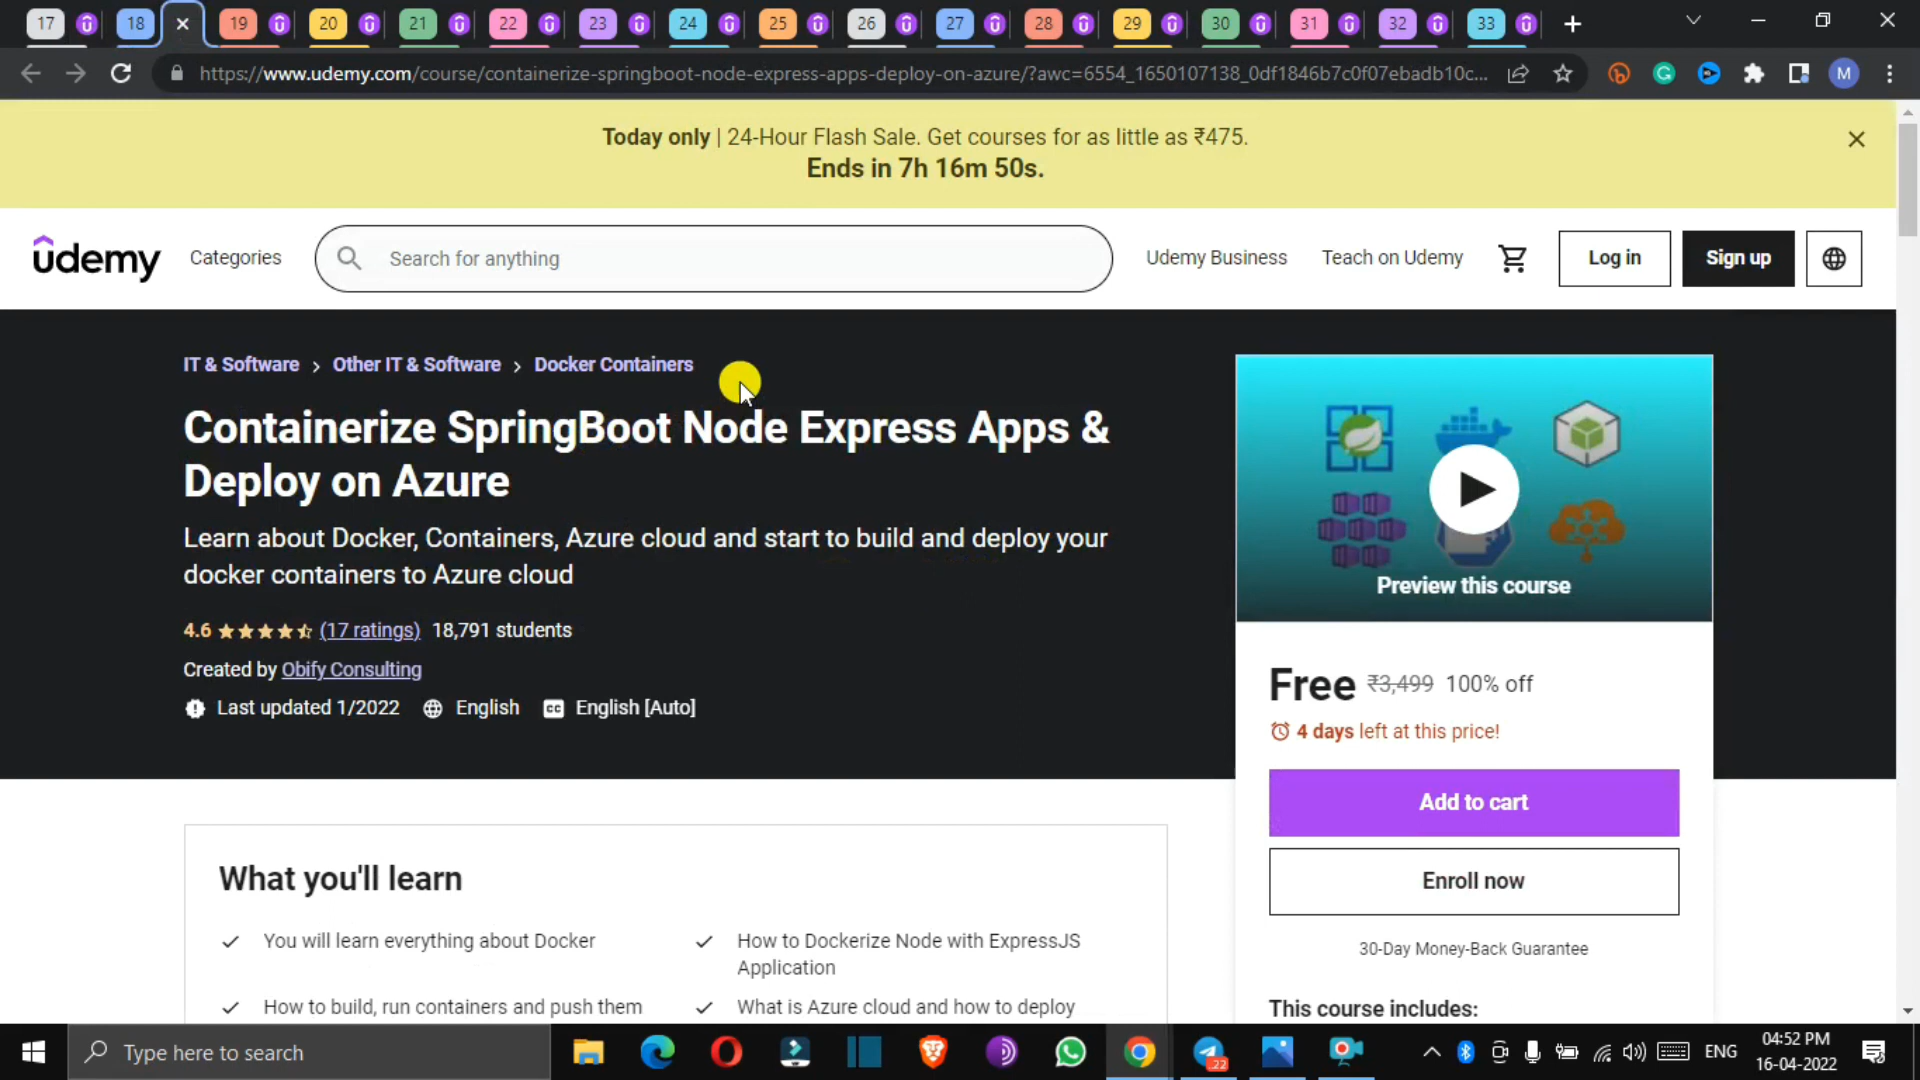 17 18 19 20 21 22 23 24 25 26 27 28 29 30 31 32 33
https://www.udemy.com/course/containerize-springboot-node-express-apps-deploy-on-azure/?awc=6554_1650107138_0df1846b7c0f07ebadb10c...
M
Today only | 24-Hour Flash Sale. Get courses for as little as ₹475.
Ends in 7h 16m 50s.
udemy Categories Search for anything Udemy Business Teach on Udemy Log in Sign up
IT & Software > Other IT & Software > Docker Containers
Containerize SpringBoot Node Express Apps &
Deploy on Azure
Learn about Docker, Containers, Azure cloud and start to build and deploy your
docker containers to Azure cloud
4.6 (17 ratings) 18,791 students
Created by Obify Consulting
Last updated 1/2022 English CC English [Auto]
Preview this course
Free ₹3,499 100% off
4 days left at this price!
Add to cart
Enroll now
30-Day Money-Back Guarantee
This course includes:
What you'll learn
You will learn everything about Docker
How to Dockerize Node with ExpressJS
Application
How to build, run containers and push them
What is Azure cloud and how to deploy
Type here to search
22
ENG
04:52 PM
16-04-2022